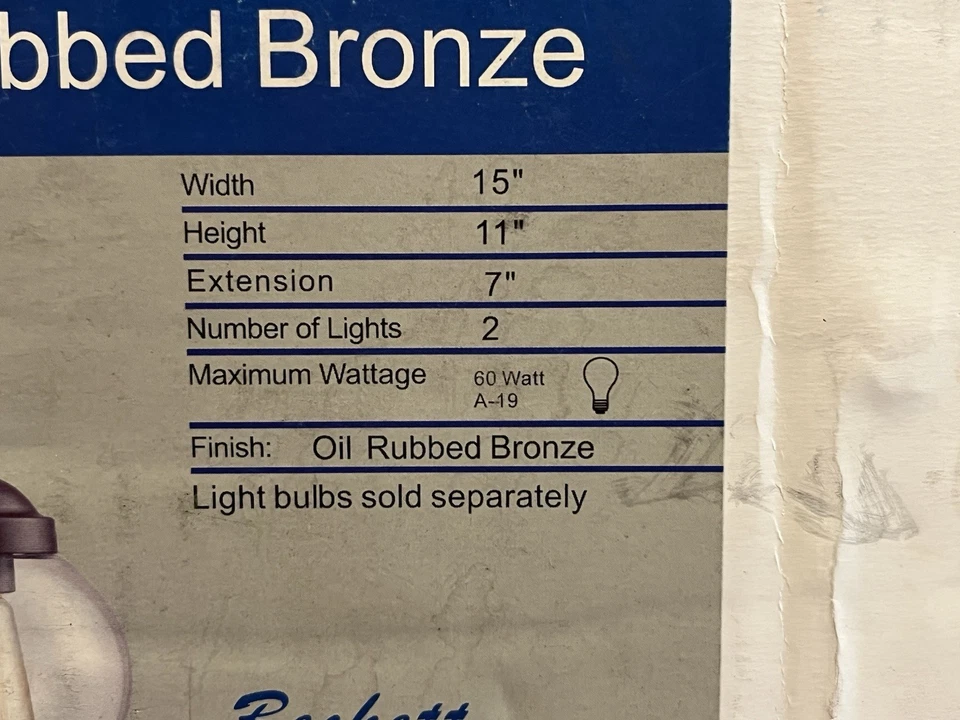 bbed Bronze
Width 15"
Height 11"
Extension 7"
Number of Lights 2
Maximum Wattage 60 Watt
A-19
Finish: Oil Rubbed Bronze
Light bulbs sold separately